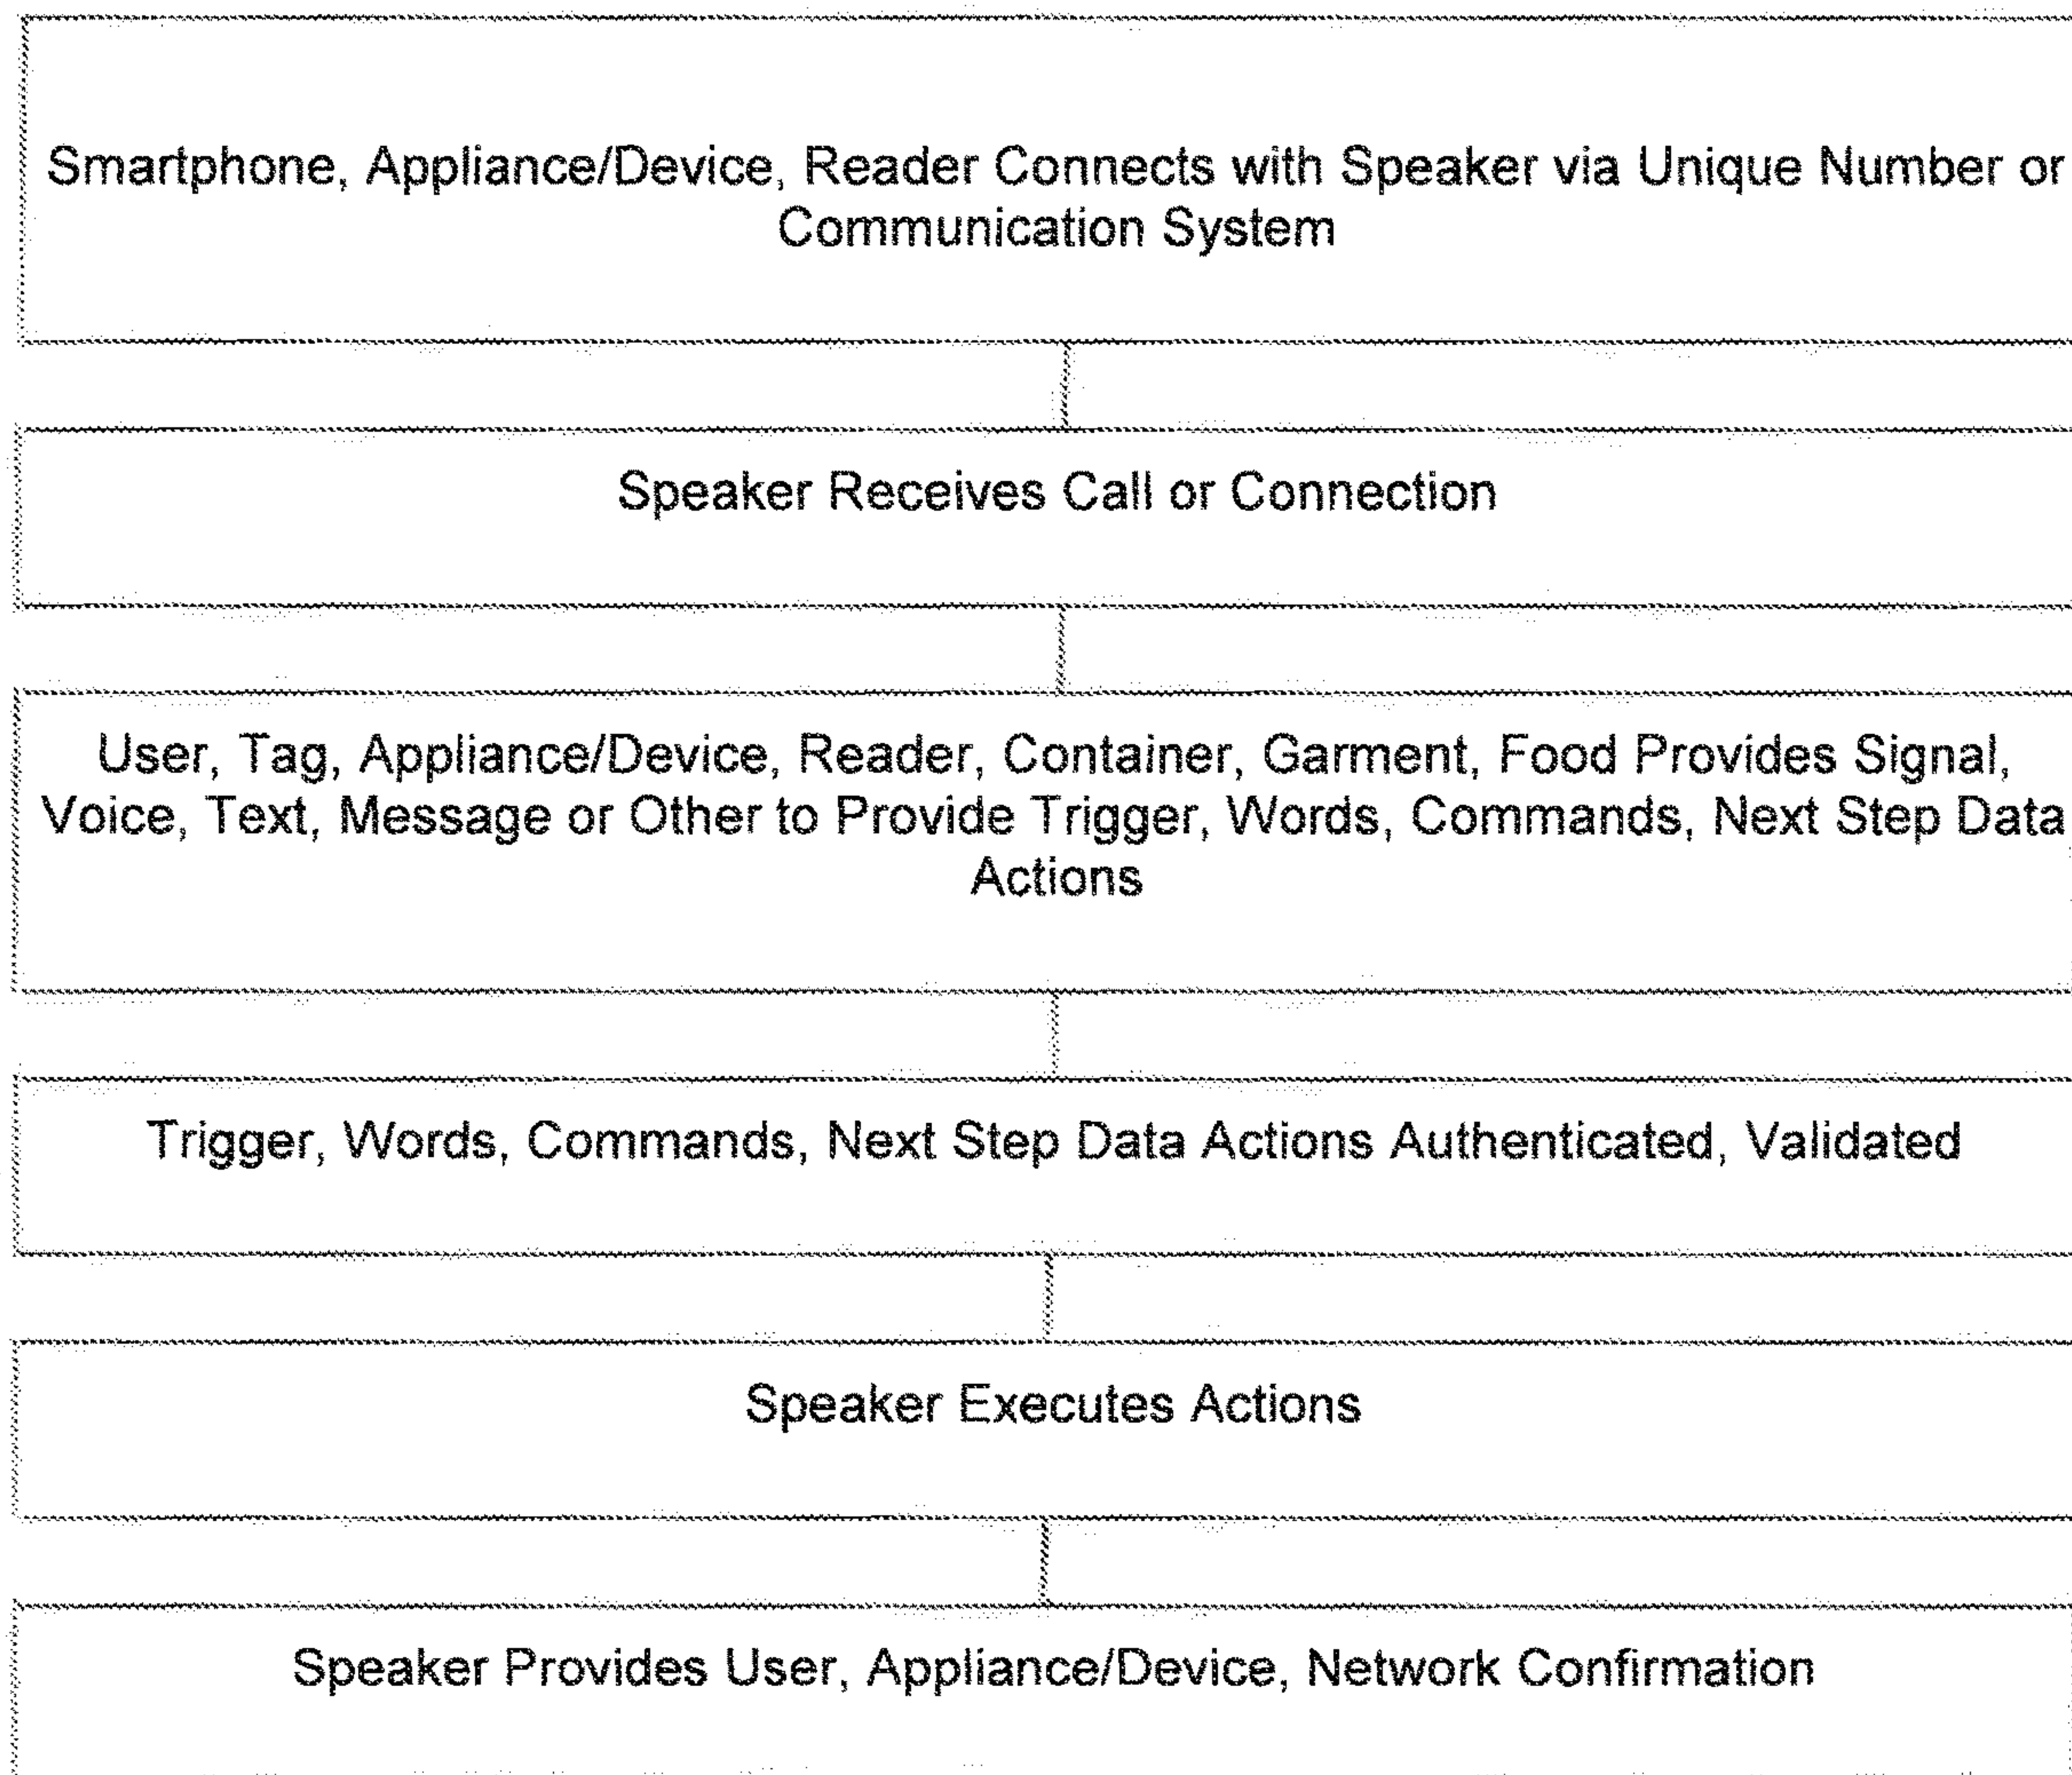 Smartphone, Appliance/Device, Reader Connects with Speaker via Unique Number or
Communication System
Speaker Receives Call or Connection
User, Tag, Appliance/Device, Reader, Container, Garment, Food Provides Signal,
Voice, Text, Message or Other to Provide Trigger, Words, Commands, Next Step Data
Actions
Trigger, Words, Commands, Next Step Data Actions Authenticated, Validated
Speaker Executes Actions
Speaker Provides User, Appliance/Device, Network Confirmation